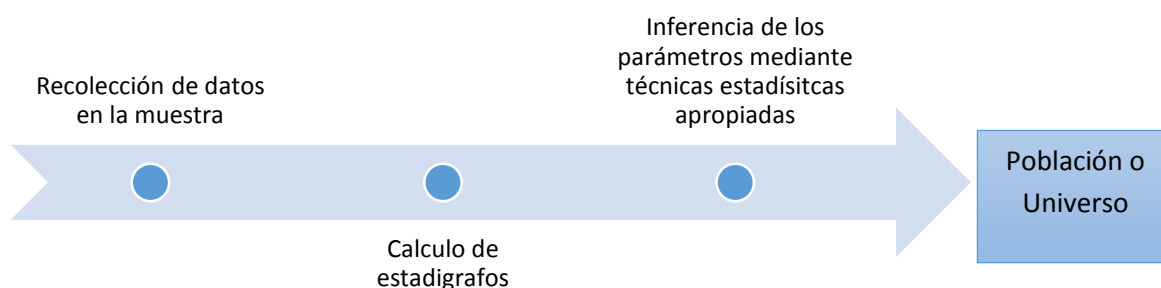 Recolección de datos
en la muestra
Calculo de
estadigrafos
Inferencia de los
parámetros mediante
técnicas estadísitcas
apropiadas
Población o
Universo